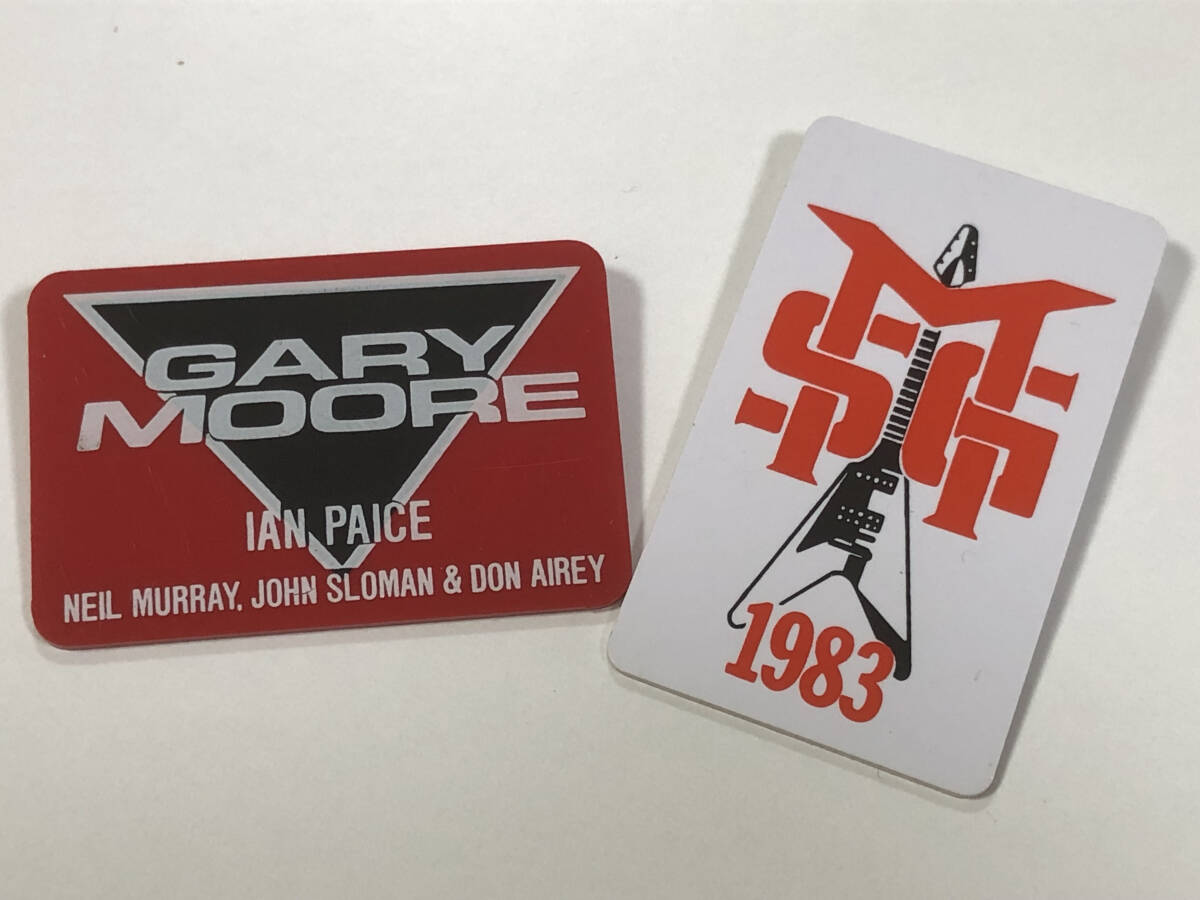 GARY
MOORE
IAN PAICE
NEIL MURRAY, JOHN SLOMAN & DON AIREY
MSG
1983